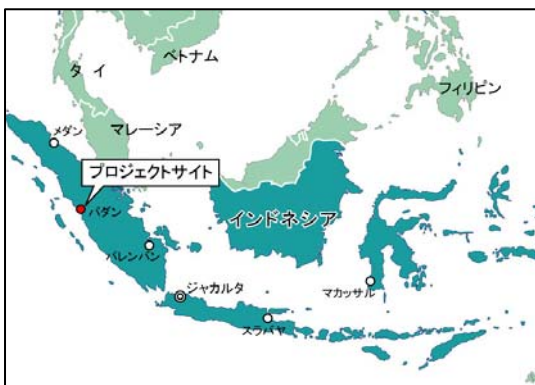 ベトナム
タイ
フィリピン
マレーシア
メダン
プロジェクトサイト
パダン
インドネシア
パレンバン
ジャカルタ
マカッサル
スラバヤ